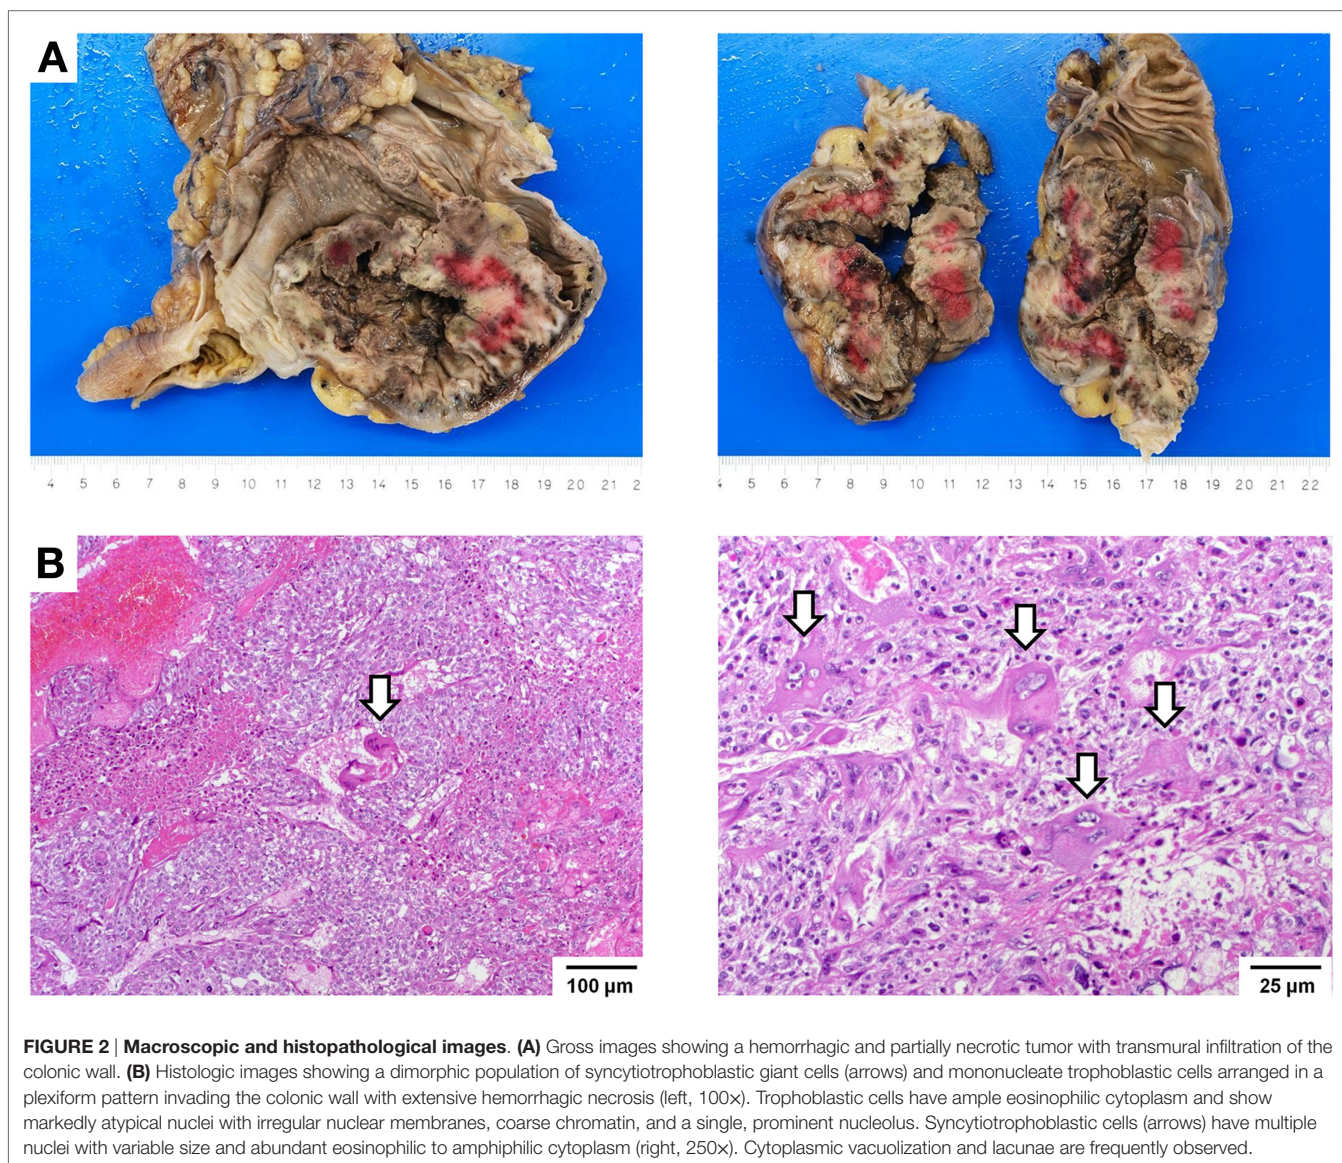 A
4 5 6 7 8 9 10 11 12 13 14 15 16 17 18 19 20 21 2
4 5 6 7 8 9 10 11 12 13 14 15 16 17 18 19 20 21 22
B
100 µm
25 µm
FIGURE 2 | Macroscopic and histopathological images. (A) Gross images showing a hemorrhagic and partially necrotic tumor with transmural infiltration of the
colonic wall. (B) Histologic images showing a dimorphic population of syncytiotrophoblastic giant cells (arrows) and mononucleate trophoblastic cells arranged in a
plexiform pattern invading the colonic wall with extensive hemorrhagic necrosis (left, 100×). Trophoblastic cells have ample eosinophilic cytoplasm and show
markedly atypical nuclei with irregular nuclear membranes, coarse chromatin, and a single, prominent nucleolus. Syncytiotrophoblastic cells (arrows) have multiple
nuclei with variable size and abundant eosinophilic to amphiphilic cytoplasm (right, 250×). Cytoplasmic vacuolization and lacunae are frequently observed.